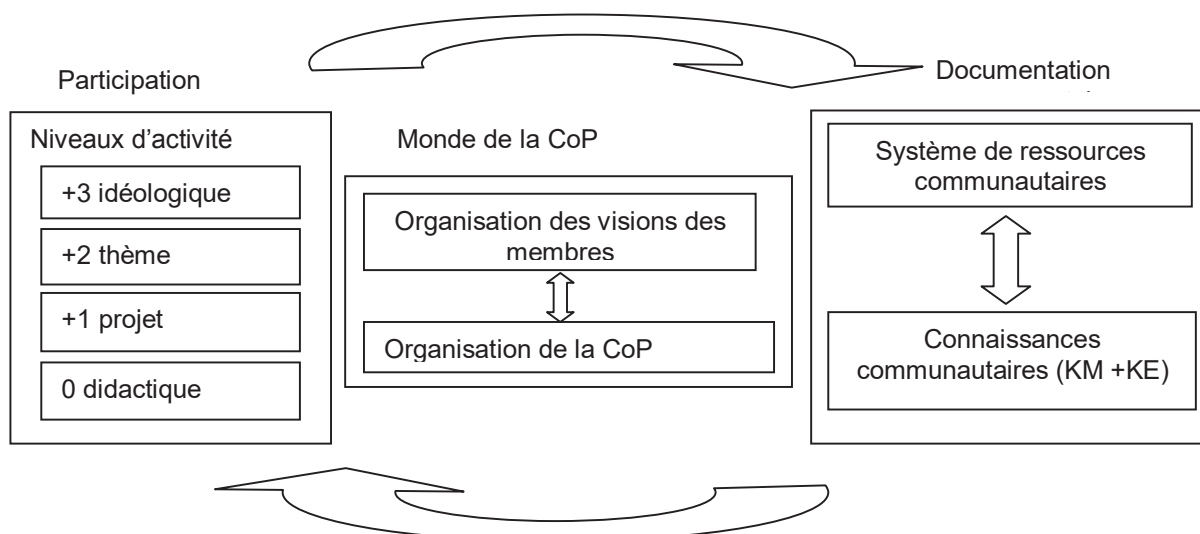 Participation
Documentation
Niveaux d'activité
+3 idéologique
+2 thème
+1 projet
0 didactique
Monde de la CoP
Organisation des visions des
membres
Organisation de la CoP
Système de ressources
communautaires
Connaissances
communautaires (KM +KE)